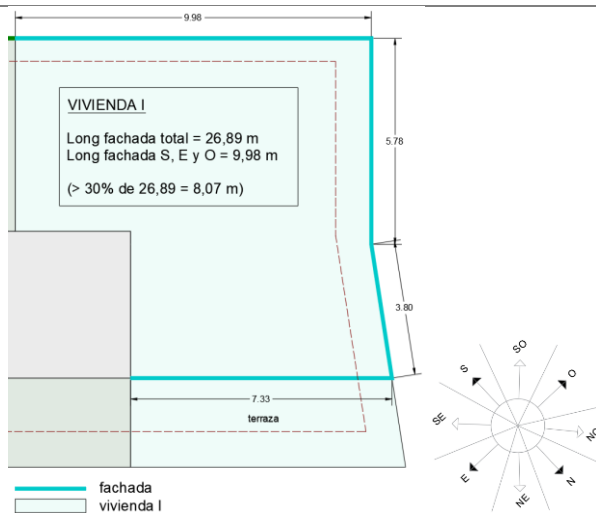 9.98
VIVIENDA I
Long fachada total = 26,89 m
Long fachada S, E y O = 9,98 m
(> 30% de 26,89 = 8,07 m)
5.78
3.80
7.33
terraza
SO
S
O
SE
NO
E
N
NE
fachada
vivienda I